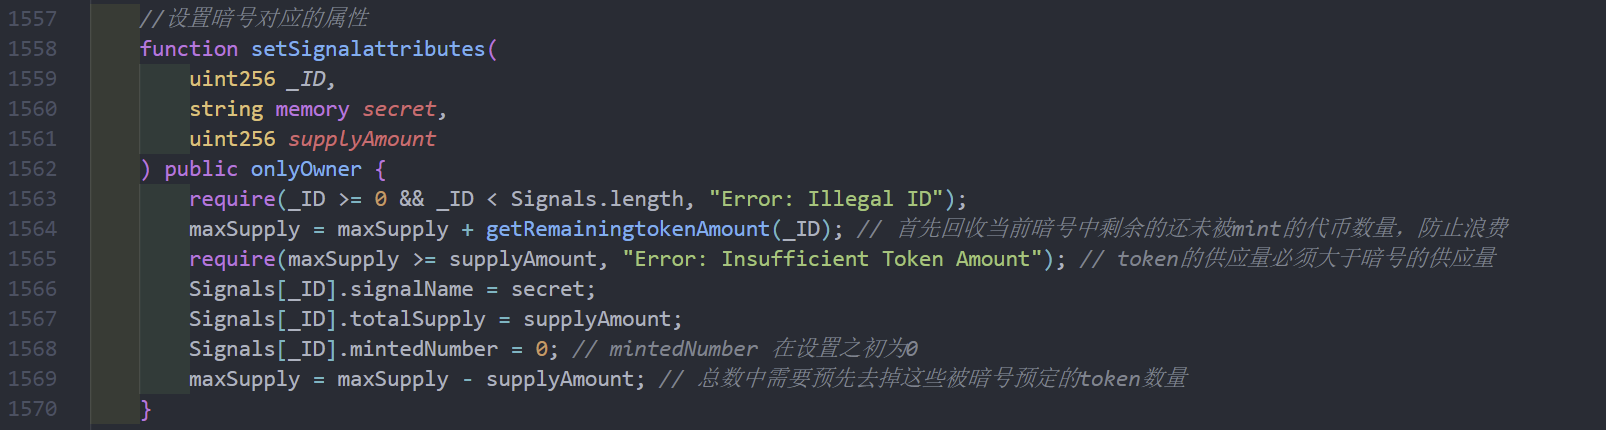 1557 //设置暗号对应的属性
1558 function setSignalattributes(
1559 uint256 _ID,
1560 string memory secret,
1561 uint256 supplyAmount
1562 ) public onlyOwner {
1563 require(_ID >= 0 && _ID < Signals.length, "Error: Illegal ID");
1564 maxSupply = maxSupply + getRemainingtokenAmount(_ID); // 首先回收当前暗号中剩余的还未被mint的代币数量，防止浪费
1565 require(maxSupply >= supplyAmount, "Error: Insufficient Token Amount"); // token的供应量必须大于暗号的供应量
1566 Signals[_ID].signalName = secret;
1567 Signals[_ID].totalSupply = supplyAmount;
1568 Signals[_ID].mintedNumber = 0; // mintedNumber 在设置之初为0
1569 maxSupply = maxSupply - supplyAmount; // 总数中需要预先去掉这些被暗号预定的token数量
1570 }